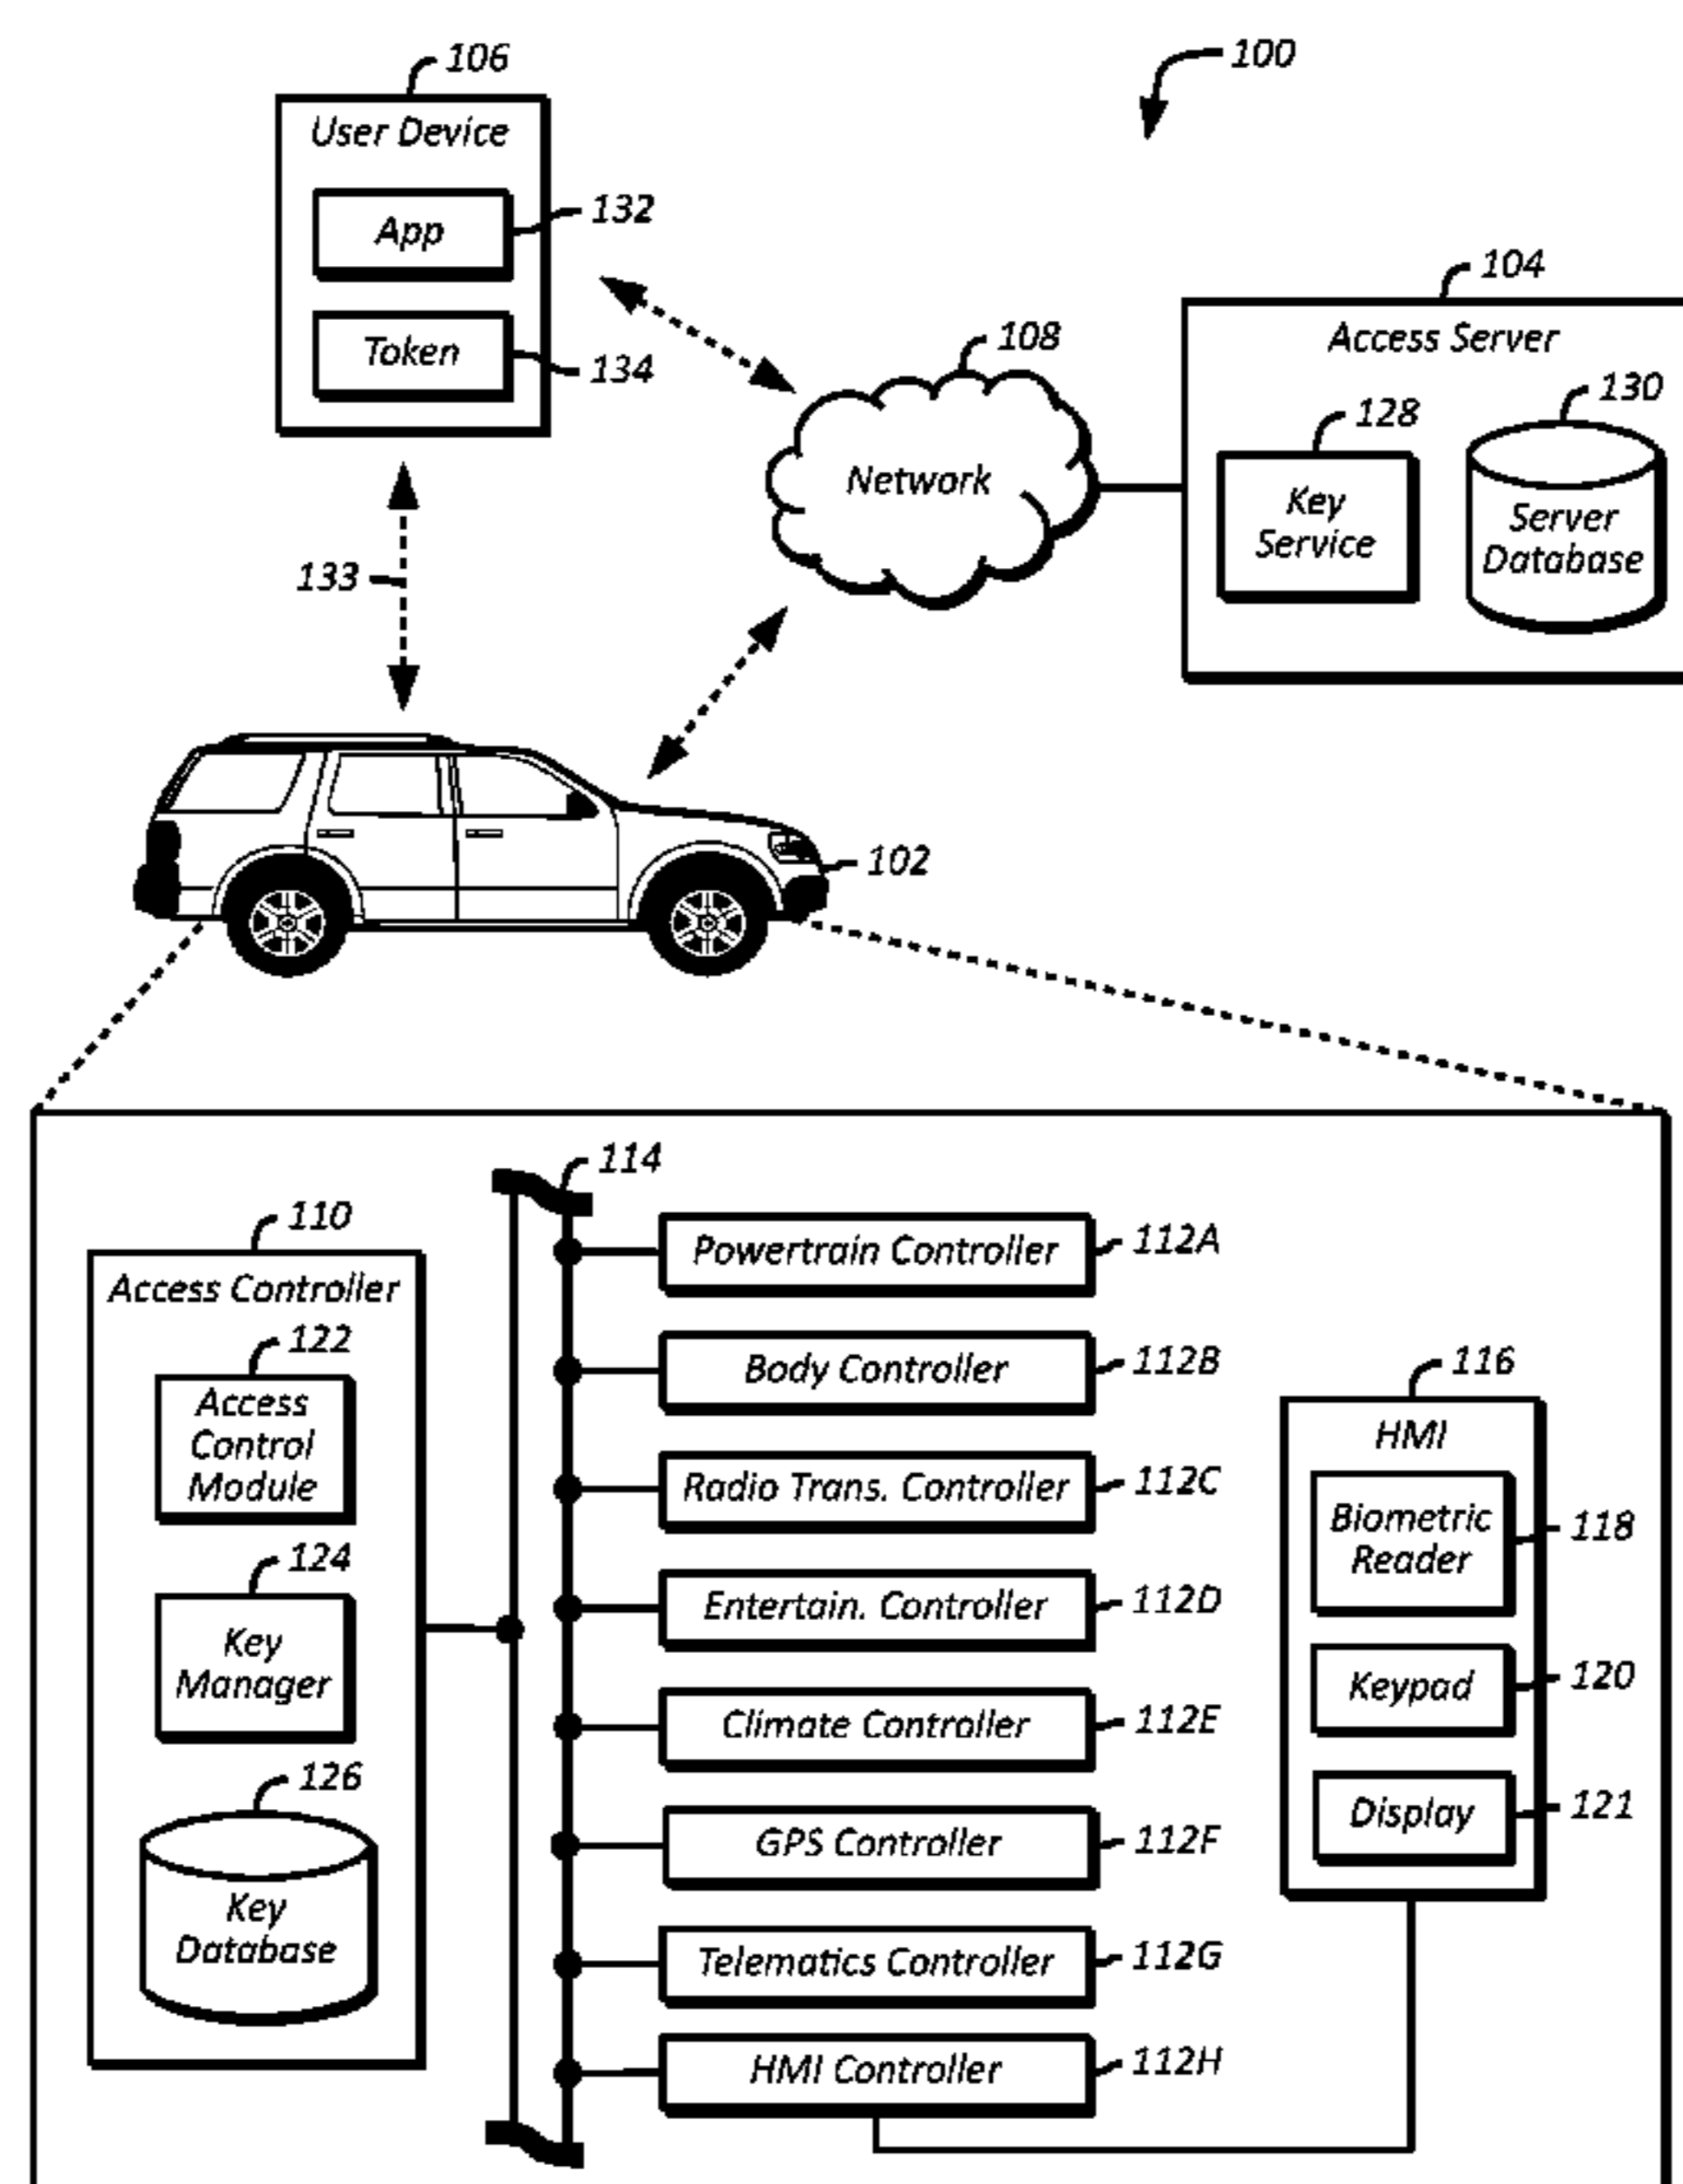 106
100
User Device
App
132
Token
134
104
Access Server
108
Network
128
130
Key
Service
Server
Database
133
102
114
110
Access Controller
122
Access
Control
Module
124
Key
Manager
126
Key
Database
Powertrain Controller
112A
Body Controller
112B
Radio Trans. Controller
112C
Entertain. Controller
112D
Climate Controller
112E
GPS Controller
112F
Telematics Controller
112G
HMI Controller
112H
116
HMI
Biometric
Reader
118
Keypad
120
Display
121